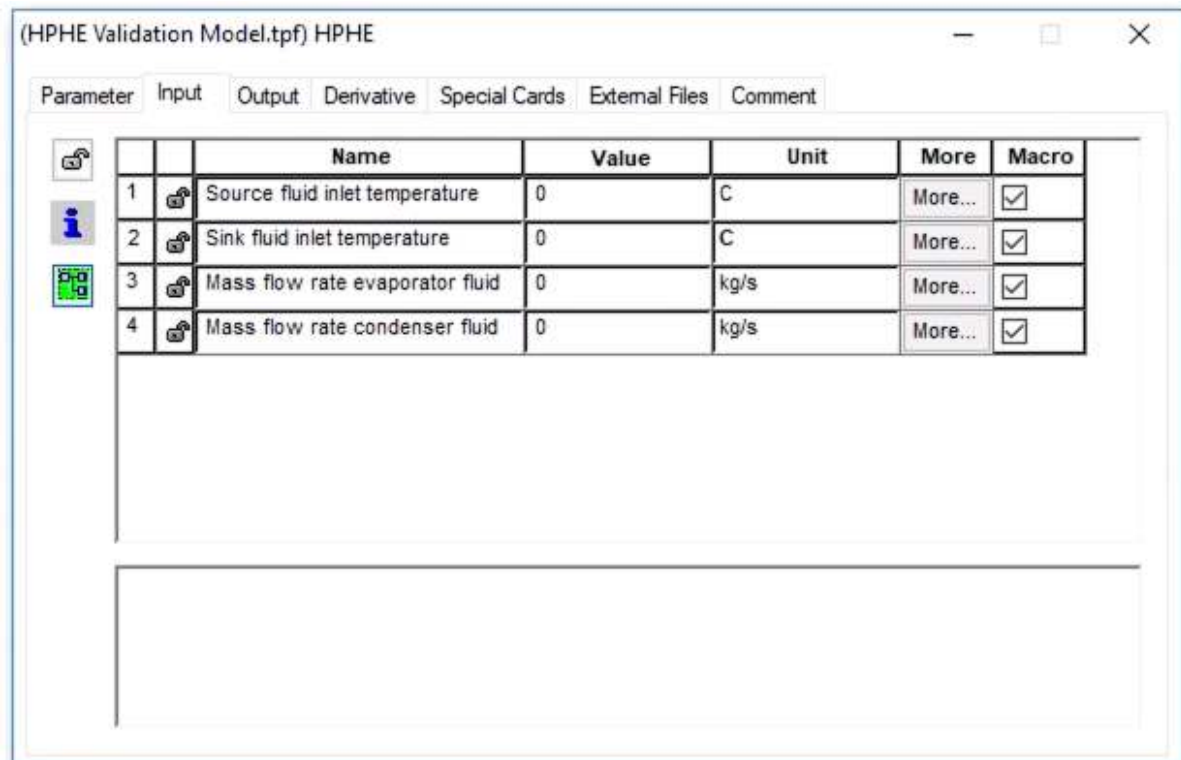 (HPHE Validation Model.tpf) HPHE
Parameter Input Output Derivative Special Cards External Files Comment
Name Value Unit More Macro
1 Source fluid inlet temperature 0 C More...
2 Sink fluid inlet temperature 0 C More...
3 Mass flow rate evaporator fluid 0 kg/s More...
4 Mass flow rate condenser fluid 0 kg/s More...